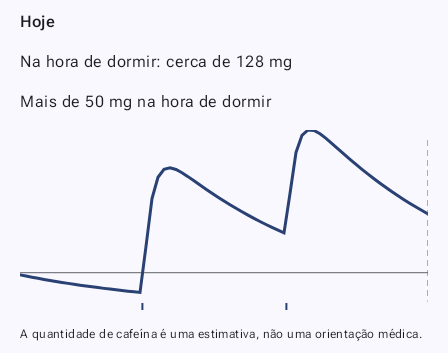 Hoje
Na hora de dormir: cerca de 128 mg
Mais de 50 mg na hora de dormir
A quantidade de cafeína é uma estimativa, não uma orientação médica.